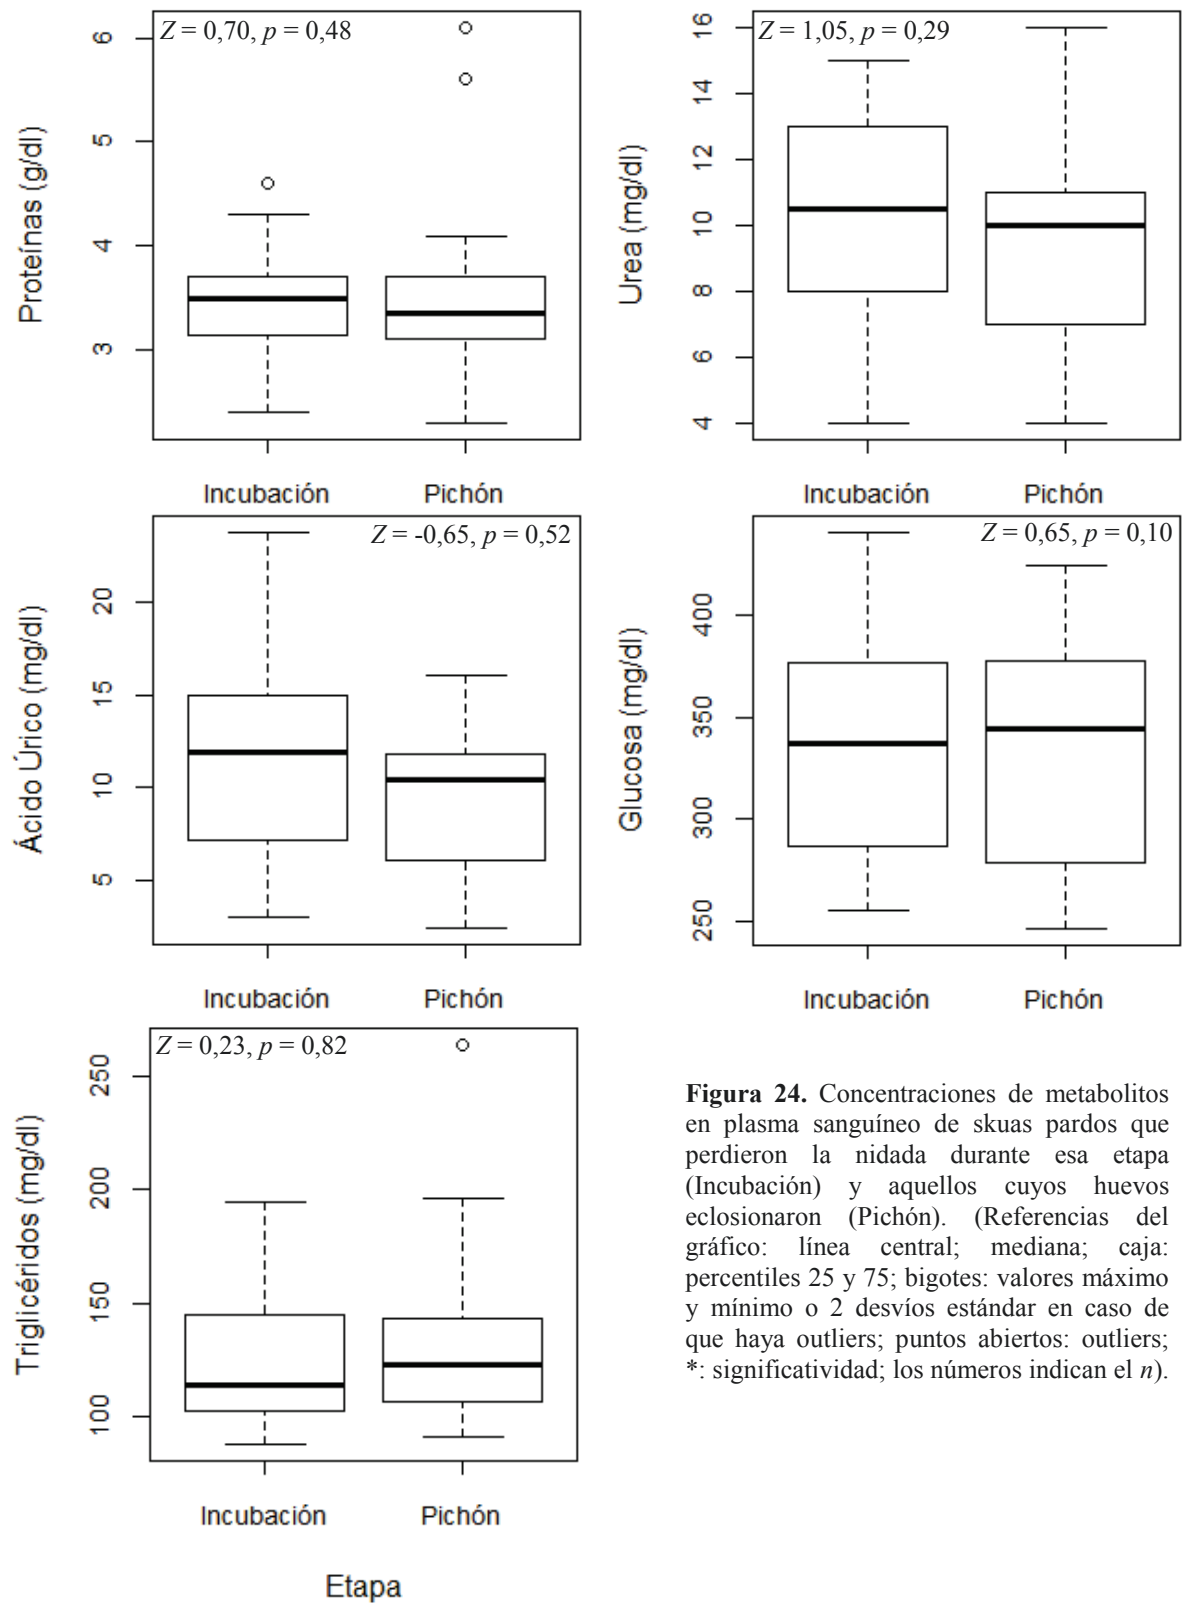 Z = 0,70, p = 0,48
Proteínas (g/dl)
6
5
4
3
Incubación Pichón
Z = 1,05, p = 0,29
Urea (mg/dl)
16
14
12
10
8
6
4
Incubación Pichón
Z = -0,65, p = 0,52
Ácido Úrico (mg/dl)
20
15
10
5
Incubación Pichón
Z = 0,65, p = 0,10
Glucosa (mg/dl)
400
350
300
250
Incubación Pichón
Z = 0,23, p = 0,82
Triglicéridos (mg/dl)
250
200
150
100
Incubación Pichón
Etapa
Figura 24. Concentraciones de metabolitos
en plasma sanguíneo de skuas pardos que
perdieron la nidada durante esa etapa
(Incubación) y aquellos cuyos huevos
eclosionaron (Pichón). (Referencias del
gráfico: línea central; mediana; caja:
percentiles 25 y 75; bigotes: valores máximo
y mínimo o 2 desvíos estándar en caso de
que haya outliers; puntos abiertos: outliers;
*: significatividad; los números indican el n).